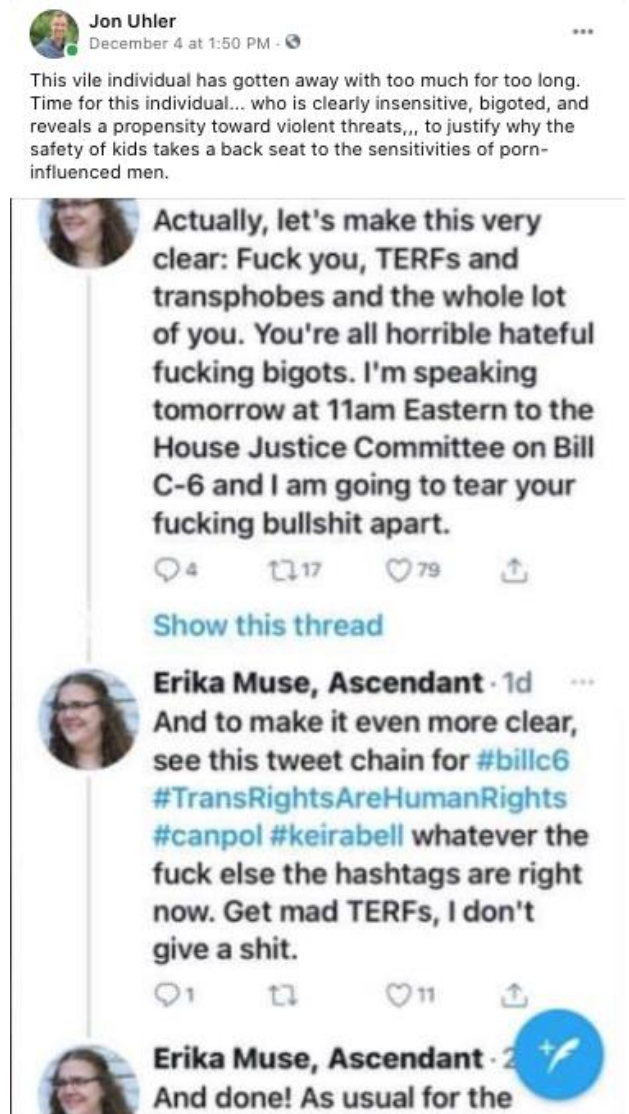 Jon Uhler
December 4 at 1:50 PM ·
This vile individual has gotten away with too much for too long.
Time for this individual... who is clearly insensitive, bigoted, and
reveals a propensity toward violent threats,,, to justify why the
safety of kids takes a back seat to the sensitivities of porn-
influenced men.
Actually, let's make this very
clear: Fuck you, TERFs and
transphobes and the whole lot
of you. You're all horrible hateful
fucking bigots. I'm speaking
tomorrow at 11am Eastern to the
House Justice Committee on Bill
C-6 and I am going to tear your
fucking bullshit apart.
4 17 79
Show this thread
Erika Muse, Ascendant · 1d
And to make it even more clear,
see this tweet chain for #billc6
#TransRightsAreHumanRights
#canpol #keirabell whatever the
fuck else the hashtags are right
now. Get mad TERFs, I don't
give a shit.
1 11
Erika Muse, Ascendant · 2
And done! As usual for the